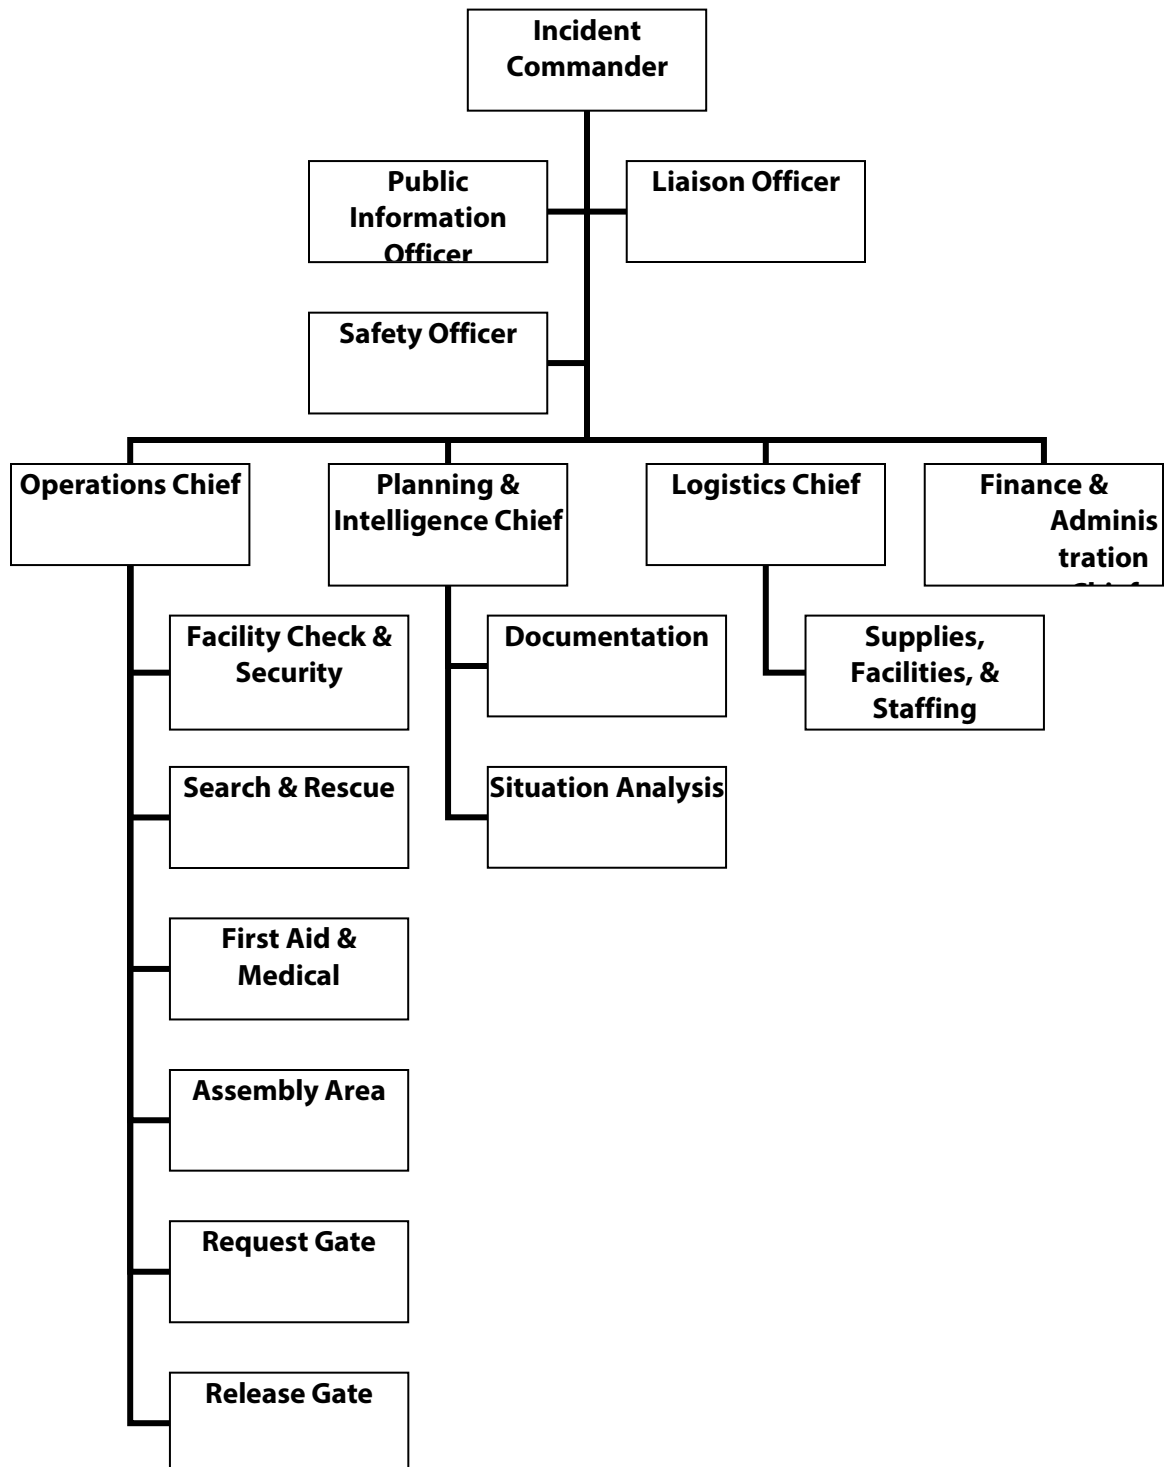 Incident
Commander
Public
Information
Officer
Liaison Officer
Safety Officer
Operations Chief
Planning &
Intelligence Chief
Logistics Chief
Finance &
Adminis
tration
Chief
Facility Check &
Security
Documentation
Supplies,
Facilities, &
Staffing
Search & Rescue
Situation Analysis
First Aid &
Medical
Assembly Area
Request Gate
Release Gate